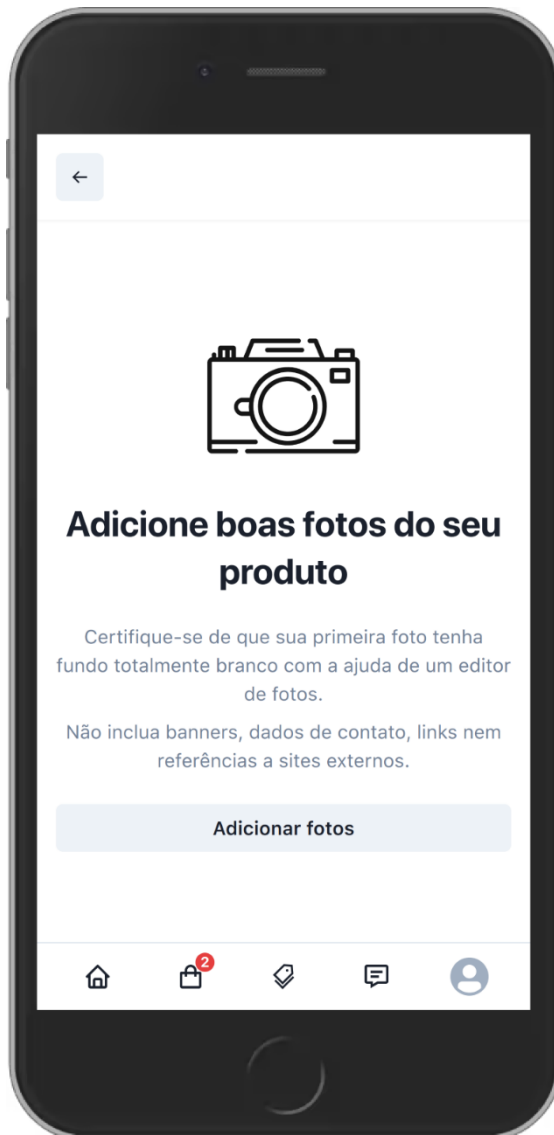 Adicione boas fotos do seu
produto
Certifique-se de que sua primeira foto tenha
fundo totalmente branco com a ajuda de um editor
de fotos.
Não inclua banners, dados de contato, links nem
referências a sites externos.
Adicionar fotos
2